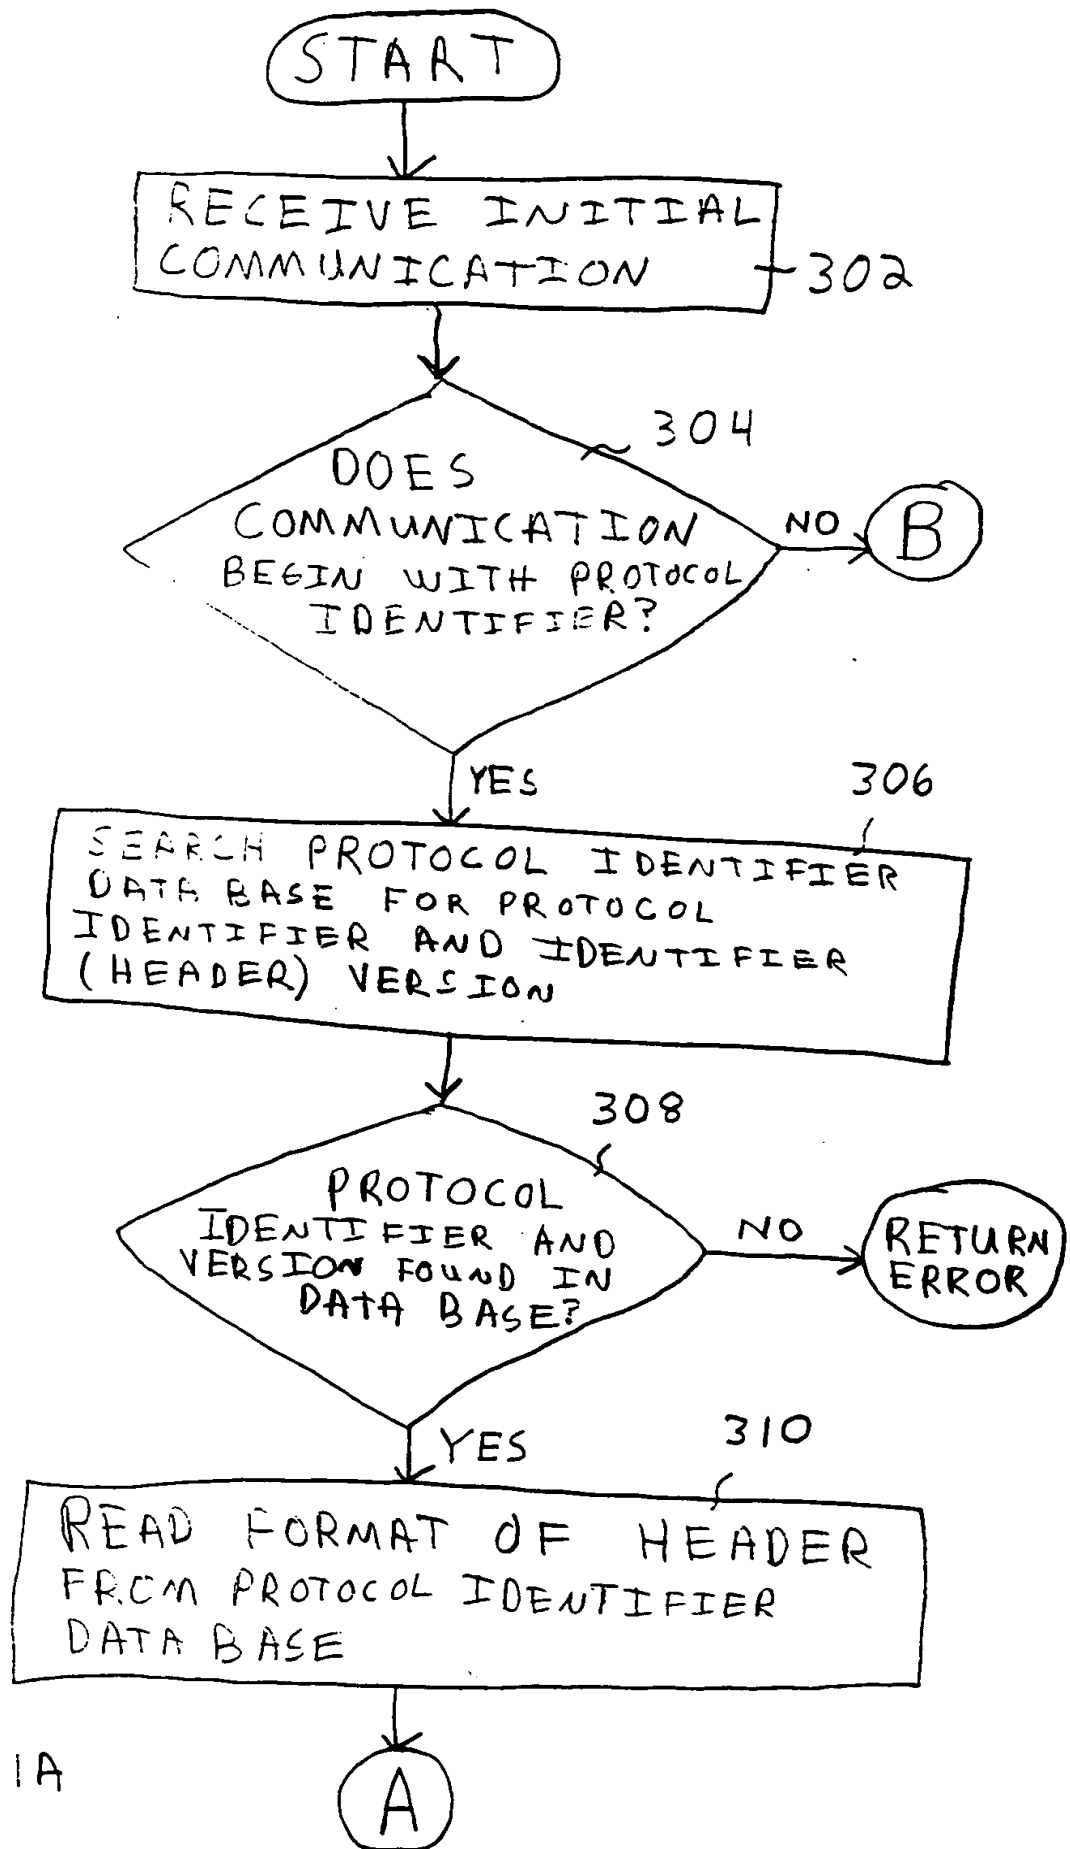 START
RECEIVE INITIAL
COMMUNICATION
302
304
DOES
COMMUNICATION
BEGIN WITH PROTOCOL
IDENTIFIER?
NO
B
YES
306
SEARCH PROTOCOL IDENTIFIER
DATA BASE FOR PROTOCOL
IDENTIFIER AND IDENTIFIER
(HEADER) VERSION
308
PROTOCOL
IDENTIFIER AND
VERSION FOUND IN
DATA BASE?
NO
RETURN
ERROR
YES
310
READ FORMAT OF HEADER
FROM PROTOCOL IDENTIFIER
DATA BASE
1A
A